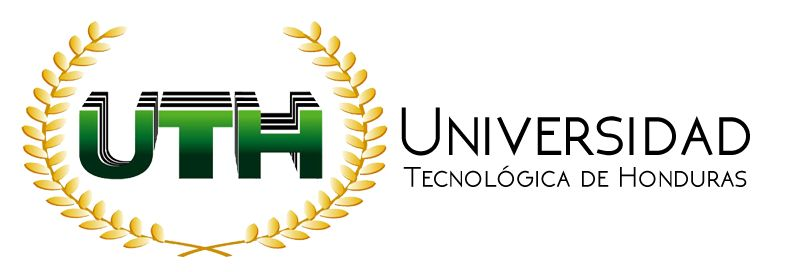 UTH
UNIVERSIDAD
TECNOLÓGICA DE HONDURAS